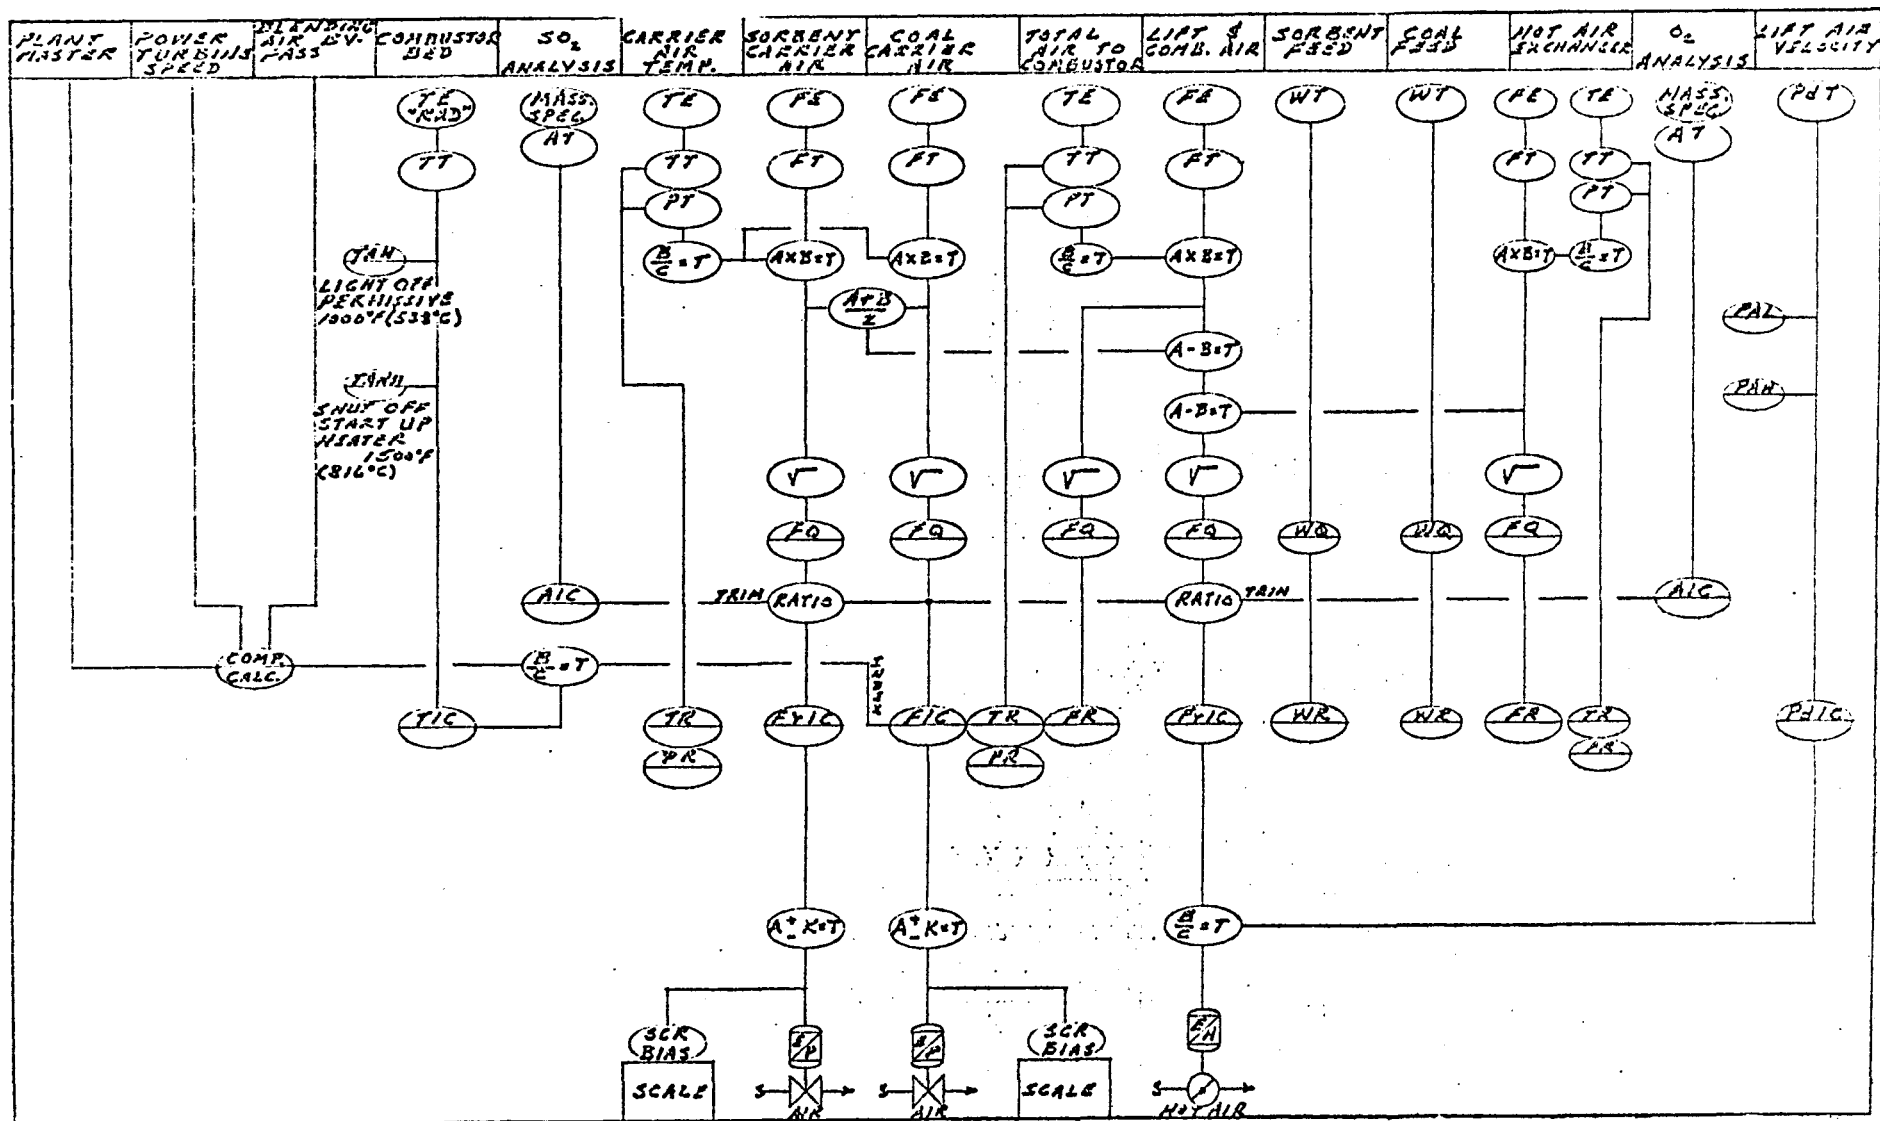 PLANT
MASTER
POWER
TURBINE
SPEED
BLENDING
AIR BY-
PASS
COMBUSTOR
BED
SO2
ANALYSIS
CARRIER
AIR
TEMP.
SORBENT
CARRIER
AIR
COAL
CARRIER
AIR
TOTAL
AIR TO
COMBUSTOR
LIFT &
COMB. AIR
SORBENT
FEED
COAL
FEED
HOT AIR
EXCHANGER
O2
ANALYSIS
LIFT AIR
VELOCITY
TE
"RAD"
MASS.
SPEC.
TE
FE
FE
TE
FE
WT
WT
FE
TE
MASS.
SPEC.
PdT
AT
AT
TT
TT
FT
FT
TT
FT
FT
TT
PT
PT
PT
TAH
B/C = T
AXB=T
AXB=T
B/C = T
AXB=T
AXB=T
B/C = T
LIGHT OFF
PERMISSIVE
1000°F (538°C)
A+B
2
PAL
A-B=T
TAHH
PAH
SHUT OFF
START UP
HEATER
1500°F
(816°C)
A-B=T
√
√
√
√
√
FQ
FQ
FQ
FQ
WQ
WQ
FQ
AIC
TRIM
RATIO
RATIO
TRIM
AIC
COMP.
CALC.
B/C = T
TIC
TR
FYIC
FIC
TR
FR
FYIC
WR
WR
FR
TR
PdIC
PR
PR
PR
A±K=T
A±K=T
B/C = T
SCR
BIAS
E/P
E/P
SCR
BIAS
E/H
SCALE
S
AIR
S
AIR
SCALE
S
HOT AIR